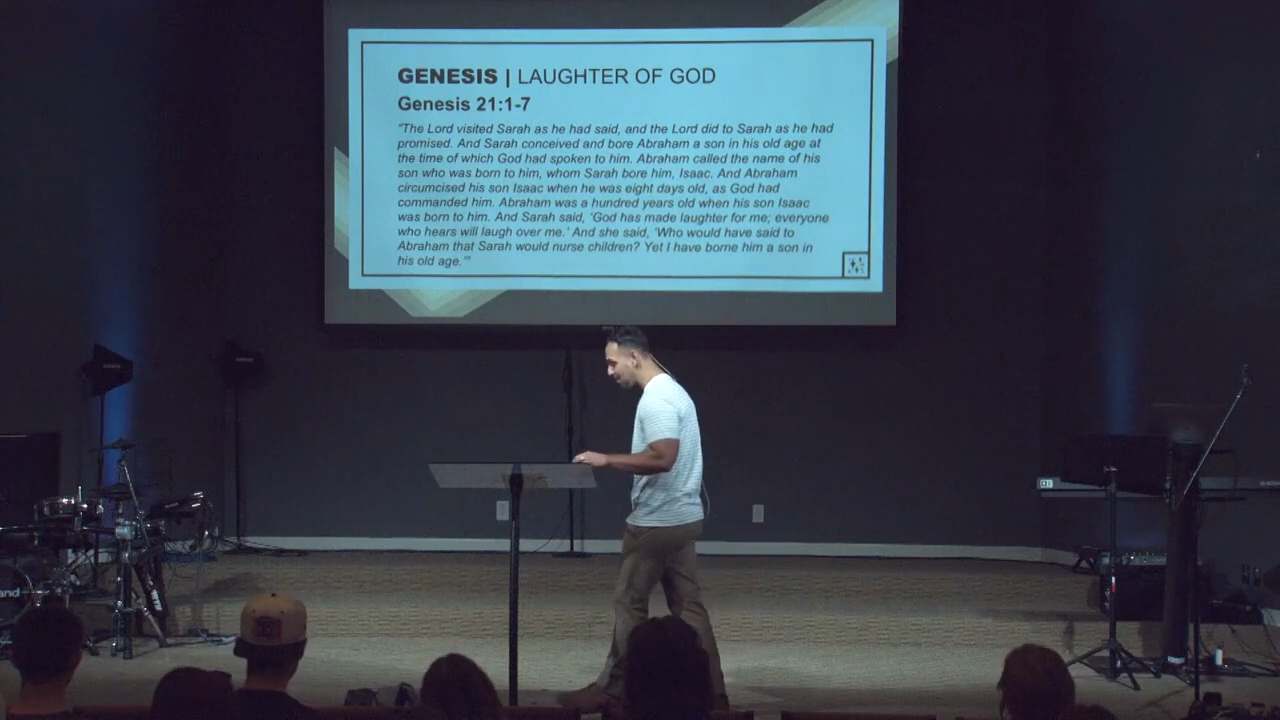 GENESIS | LAUGHTER OF GOD
Genesis 21:1-7
"The Lord visited Sarah as he had said, and the Lord did to Sarah as he had
promised. And Sarah conceived and bore Abraham a son in his old age at
the time of which God had spoken to him. Abraham called the name of his
son who was born to him, whom Sarah bore him, Isaac. And Abraham
circumcised his son Isaac when he was eight days old, as God had
commanded him. Abraham was a hundred years old when his son Isaac
was born to him. And Sarah said, 'God has made laughter for me; everyone
who hears will laugh over me.' And she said, 'Who would have said to
Abraham that Sarah would nurse children? Yet I have borne him a son in
his old age.'"
and